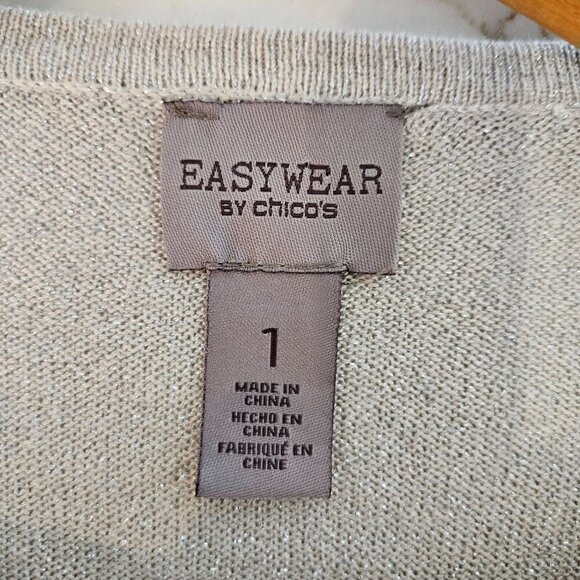 EASYWEAR
BY chico's
1
MADE IN
CHINA
HECHO EN
CHINA
FABRIQUÉ EN
CHINE